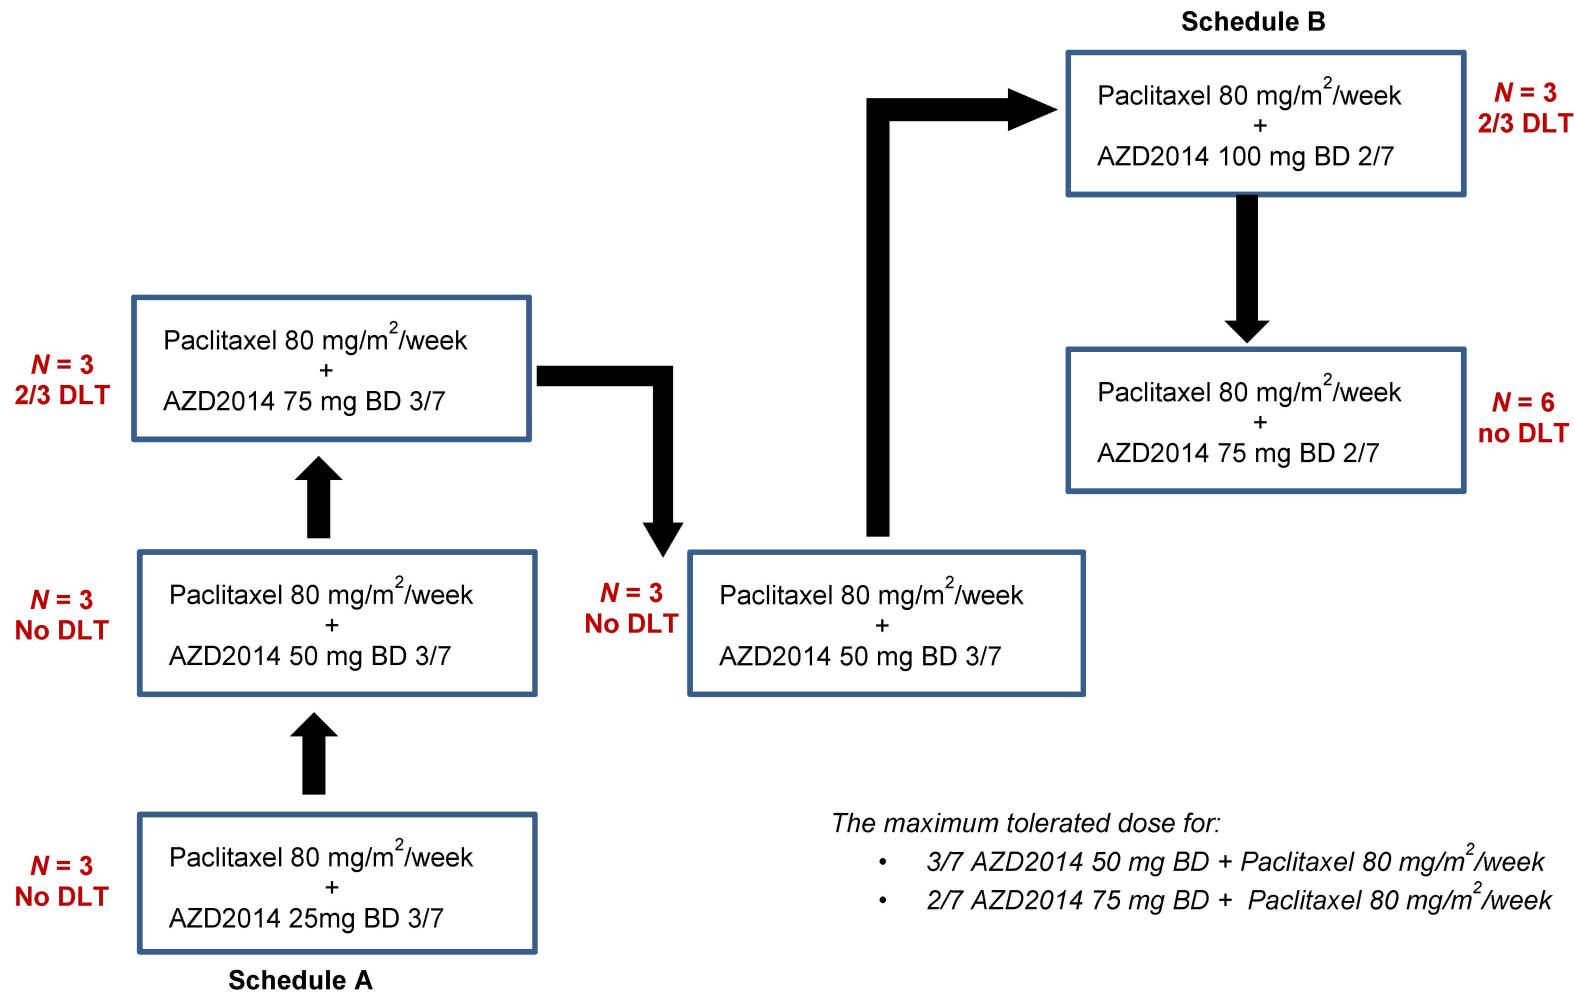 Schedule B
Paclitaxel 80 mg/m²/week
+
AZD2014 100 mg BD 2/7
N = 3
2/3 DLT
Paclitaxel 80 mg/m²/week
+
AZD2014 75 mg BD 3/7
N = 3
2/3 DLT
Paclitaxel 80 mg/m²/week
+
AZD2014 75 mg BD 2/7
N = 6
no DLT
N = 3
No DLT
Paclitaxel 80 mg/m²/week
+
AZD2014 50 mg BD 3/7
N = 3
No DLT
Paclitaxel 80 mg/m²/week
+
AZD2014 50 mg BD 3/7
N = 3
No DLT
Paclitaxel 80 mg/m²/week
+
AZD2014 25mg BD 3/7
Schedule A
The maximum tolerated dose for:
• 3/7 AZD2014 50 mg BD + Paclitaxel 80 mg/m²/week
• 2/7 AZD2014 75 mg BD + Paclitaxel 80 mg/m²/week